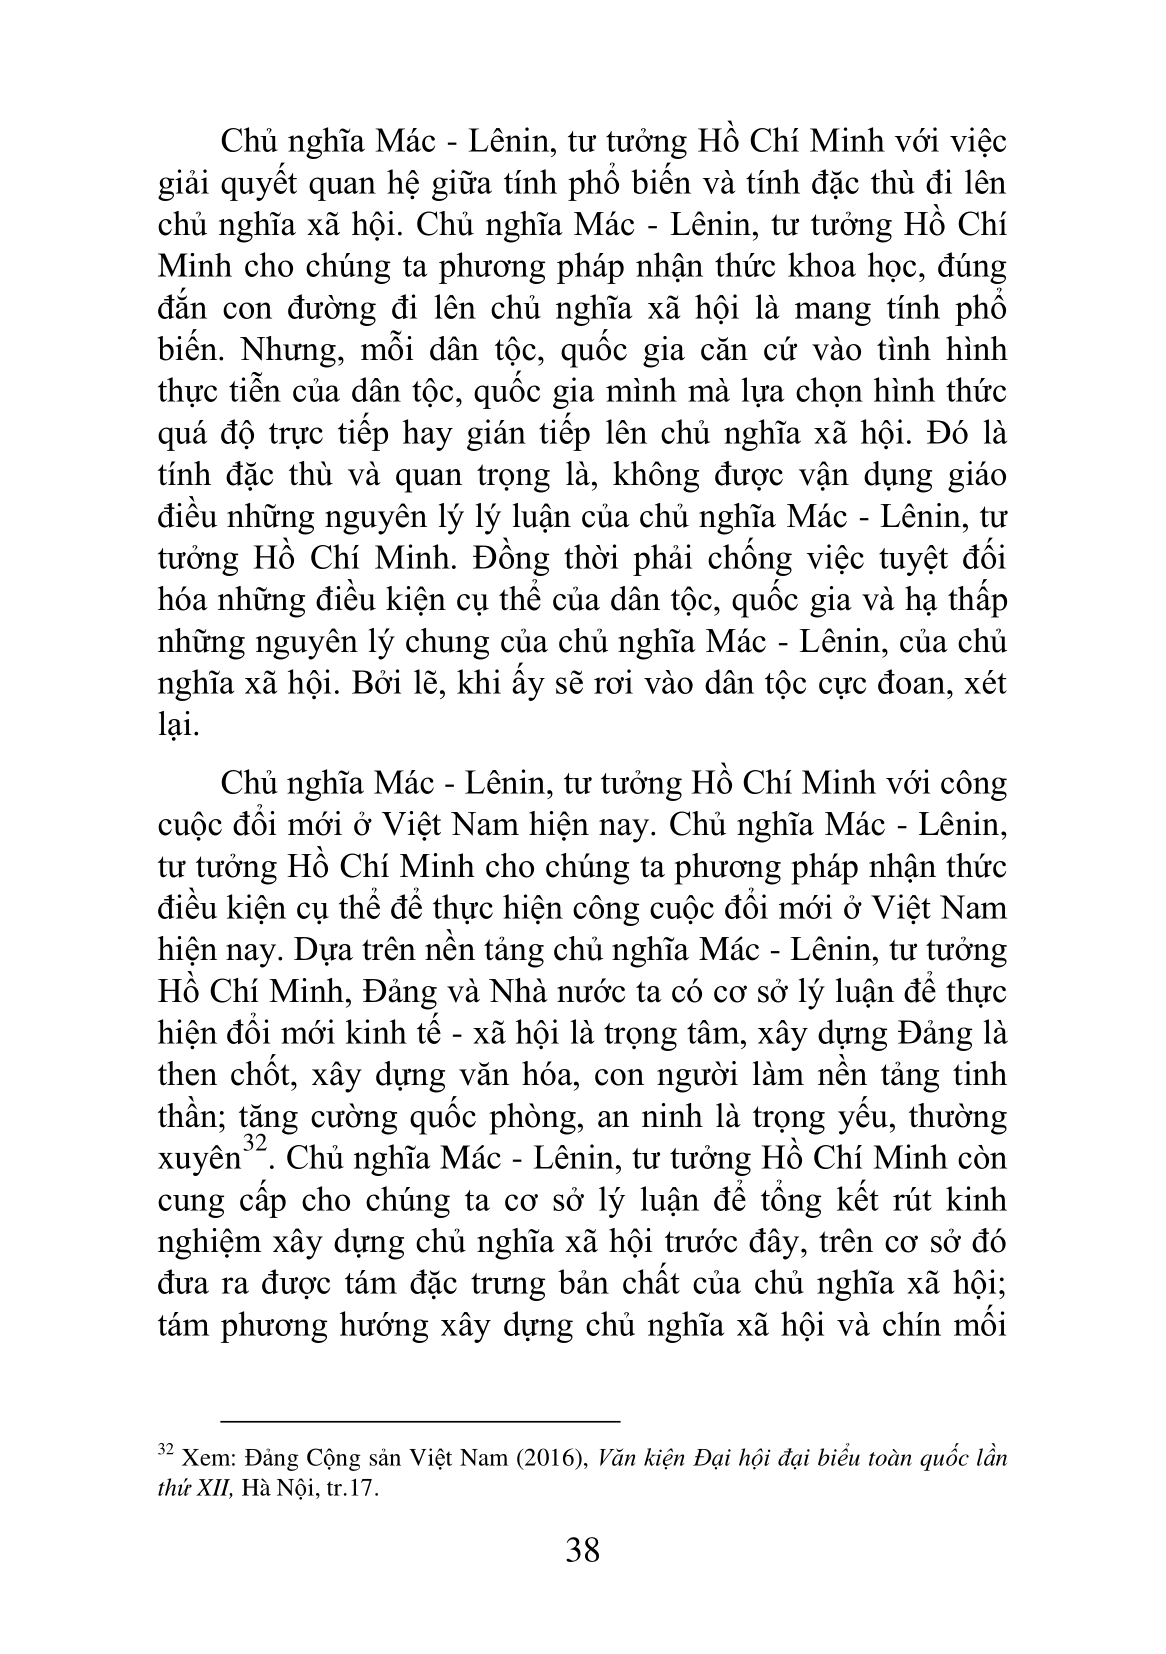 Chủ nghĩa Mác - Lênin, tư tưởng Hồ Chí Minh với việc
giải quyết quan hệ giữa tính phổ biến và tính đặc thù đi lên
chủ nghĩa xã hội. Chủ nghĩa Mác - Lênin, tư tưởng Hồ Chí
Minh cho chúng ta phương pháp nhận thức khoa học, đúng
đắn con đường đi lên chủ nghĩa xã hội là mang tính phổ
biến. Nhưng, mỗi dân tộc, quốc gia căn cứ vào tình hình
thực tiễn của dân tộc, quốc gia mình mà lựa chọn hình thức
quá độ trực tiếp hay gián tiếp lên chủ nghĩa xã hội. Đó là
tính đặc thù và quan trọng là, không được vận dụng giáo
điều những nguyên lý lý luận của chủ nghĩa Mác - Lênin, tư
tưởng Hồ Chí Minh. Đồng thời phải chống việc tuyệt đối
hóa những điều kiện cụ thể của dân tộc, quốc gia và hạ thấp
những nguyên lý chung của chủ nghĩa Mác - Lênin, của chủ
nghĩa xã hội. Bởi lẽ, khi ấy sẽ rơi vào dân tộc cực đoan, xét
lại.
Chủ nghĩa Mác - Lênin, tư tưởng Hồ Chí Minh với công
cuộc đổi mới ở Việt Nam hiện nay. Chủ nghĩa Mác - Lênin,
tư tưởng Hồ Chí Minh cho chúng ta phương pháp nhận thức
điều kiện cụ thể để thực hiện công cuộc đổi mới ở Việt Nam
hiện nay. Dựa trên nền tảng chủ nghĩa Mác - Lênin, tư tưởng
Hồ Chí Minh, Đảng và Nhà nước ta có cơ sở lý luận để thực
hiện đổi mới kinh tế - xã hội là trọng tâm, xây dựng Đảng là
then chốt, xây dựng văn hóa, con người làm nền tảng tinh
thần; tăng cường quốc phòng, an ninh là trọng yếu, thường
xuyên32. Chủ nghĩa Mác - Lênin, tư tưởng Hồ Chí Minh còn
cung cấp cho chúng ta cơ sở lý luận để tổng kết rút kinh
nghiệm xây dựng chủ nghĩa xã hội trước đây, trên cơ sở đó
đưa ra được tám đặc trưng bản chất của chủ nghĩa xã hội;
tám phương hướng xây dựng chủ nghĩa xã hội và chín mối
32 Xem: Đảng Cộng sản Việt Nam (2016), Văn kiện Đại hội đại biểu toàn quốc lần
thứ XII, Hà Nội, tr.17.
38